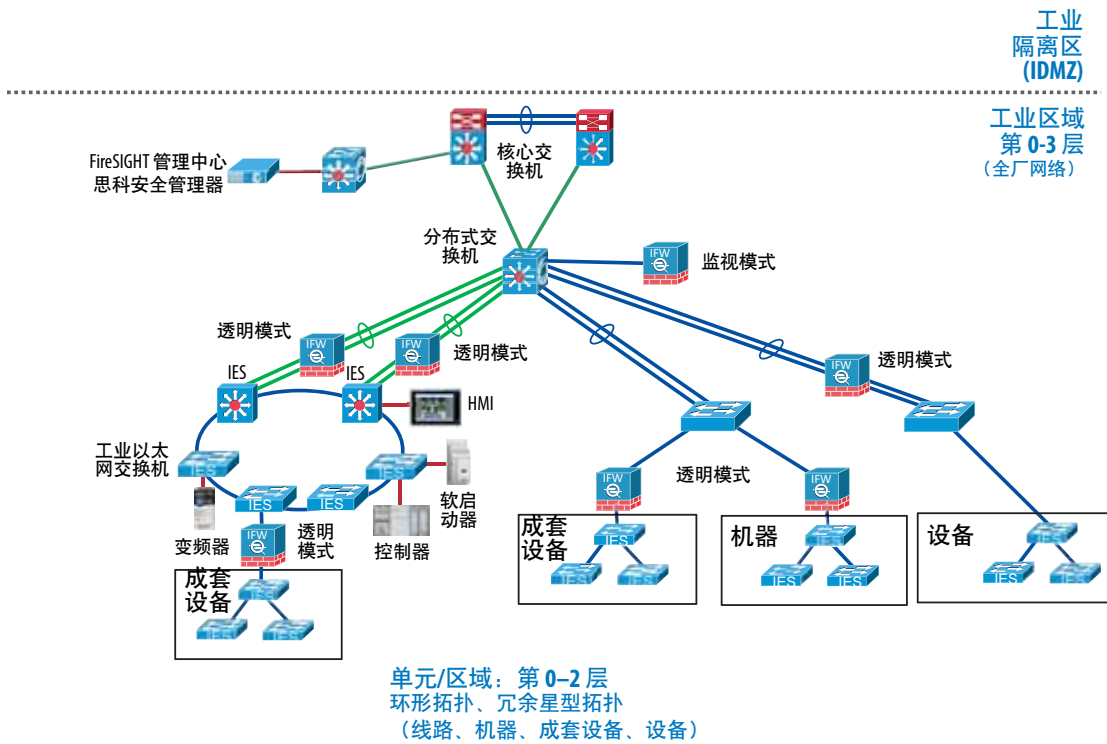 工业
隔离区
(IDMZ)
工业区域
第 0-3 层
（全厂网络）
FireSIGHT 管理中心
思科安全管理器
核心交
换机
分布式交
换机
IFW
监视模式
透明模式
IFW
IFW
透明模式
IFW
透明模式
IES
IES
HMI
工业以太
网交换机
IES
IES
IES
IES
IES
软启
动器
变频器
控制器
IFW
透明
模式
成套
设备
IES
IES
IES
透明模式
IFW
IFW
成套
设备
IES
IES
IES
机器
IES
IES
IES
设备
IES
IES
IES
单元/区域：第 0–2 层
环形拓扑、冗余星型拓扑
（线路、机器、成套设备、设备）